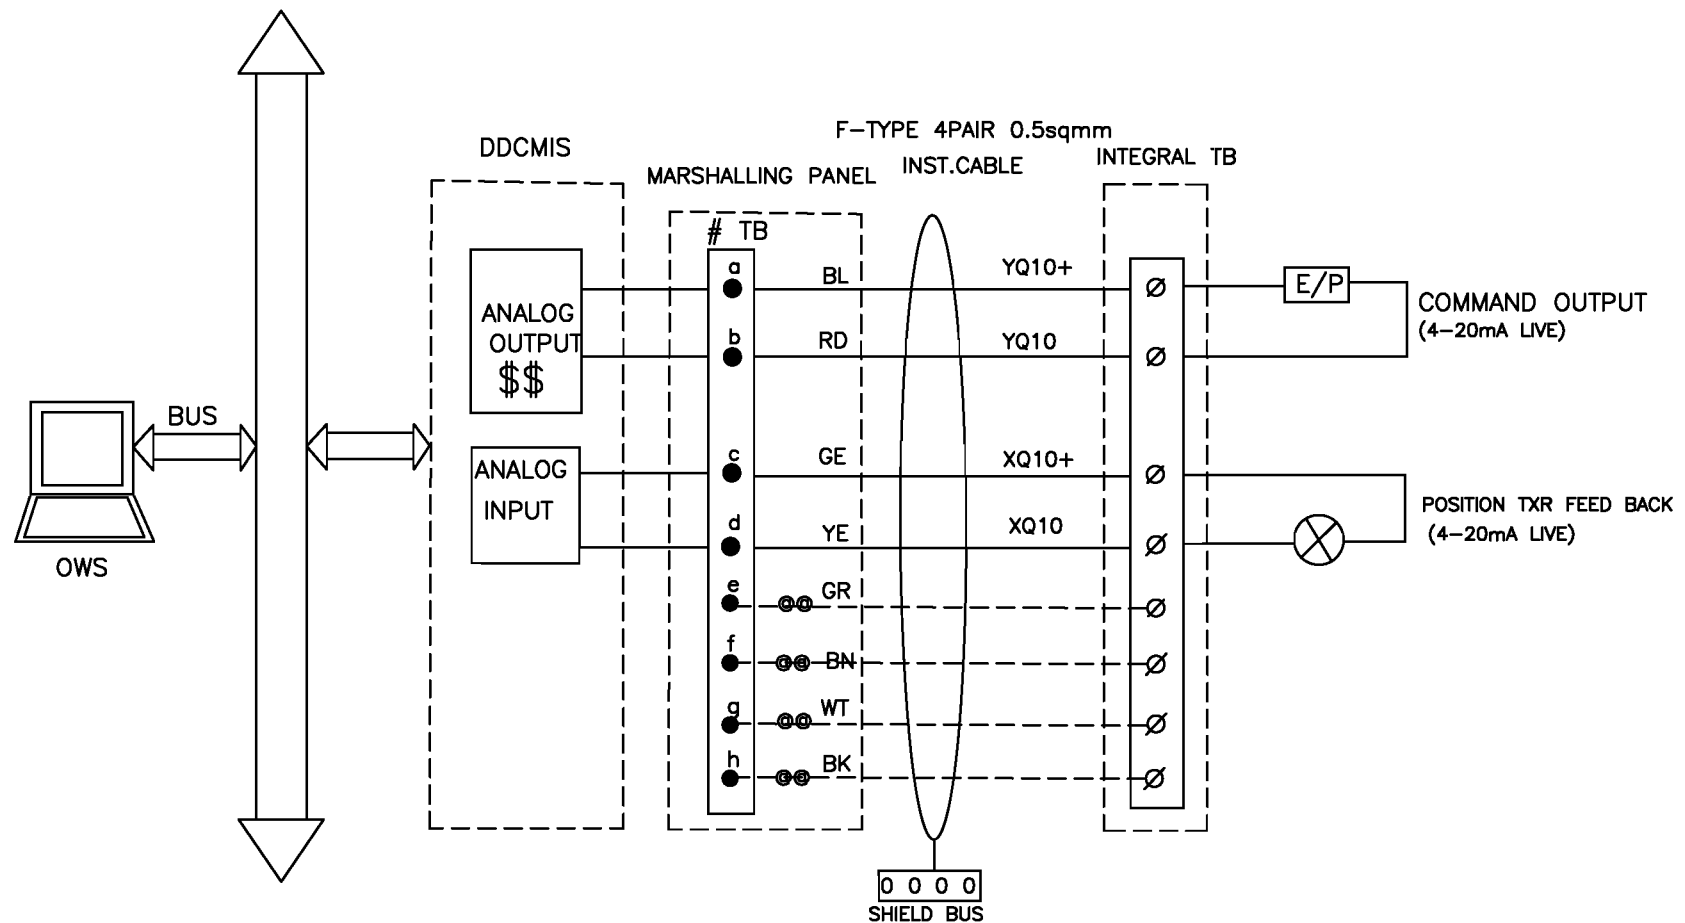 F-TYPE 4PAIR 0.5sqmm
INST.CABLE
DDCMIS
MARSHALLING PANEL
INTEGRAL TB
# TB
a
BL
YQ10+
E/P
COMMAND OUTPUT
(4-20mA LIVE)
ANALOG
OUTPUT
$$
b
RD
YQ10
BUS
OWS
ANALOG
INPUT
c
GE
XQ10+
POSITION TXR FEED BACK
(4-20mA LIVE)
d
YE
XQ10
e
@@
GR
f
@@
BN
g
@@
WT
h
@@
BK
0 0 0 0
SHIELD BUS